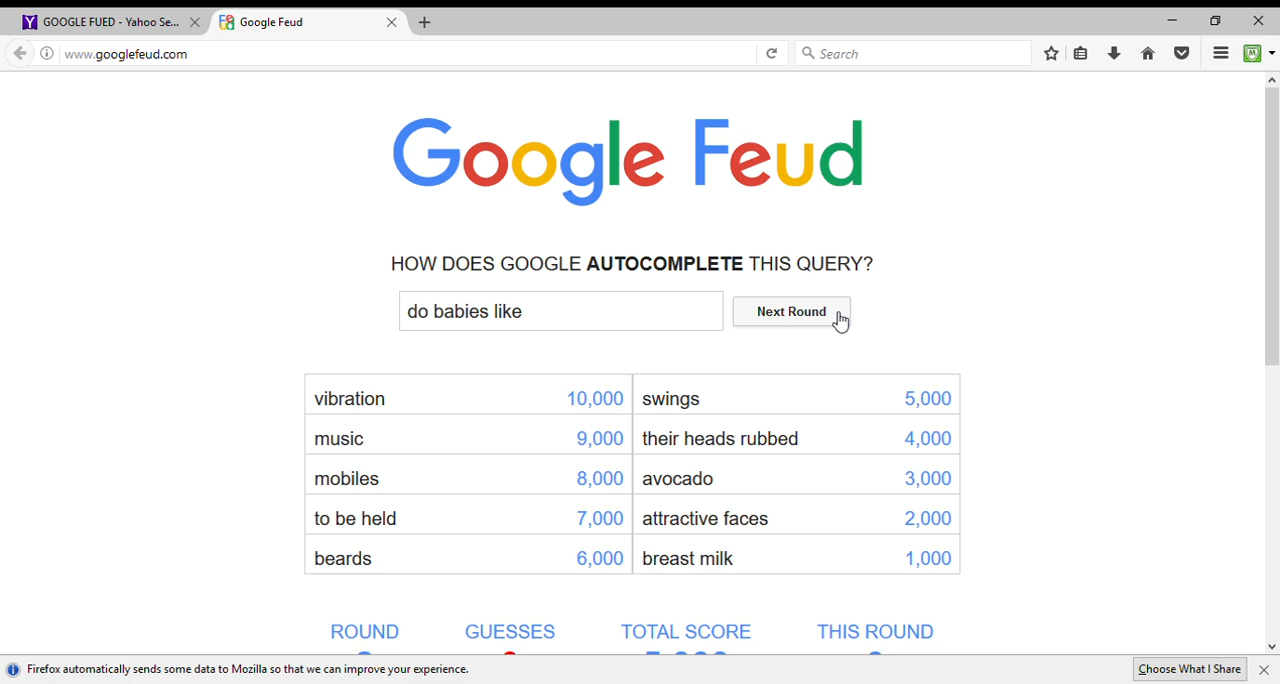 GOOGLE FUED - Yahoo Se...
Google Feud
www.googlefeud.com
Search
Google Feud
HOW DOES GOOGLE AUTOCOMPLETE THIS QUERY?
do babies like
Next Round
vibration 10,000 swings 5,000
music 9,000 their heads rubbed 4,000
mobiles 8,000 avocado 3,000
to be held 7,000 attractive faces 2,000
beards 6,000 breast milk 1,000
ROUND GUESSES TOTAL SCORE THIS ROUND
Firefox automatically sends some data to Mozilla so that we can improve your experience.
Choose What I Share